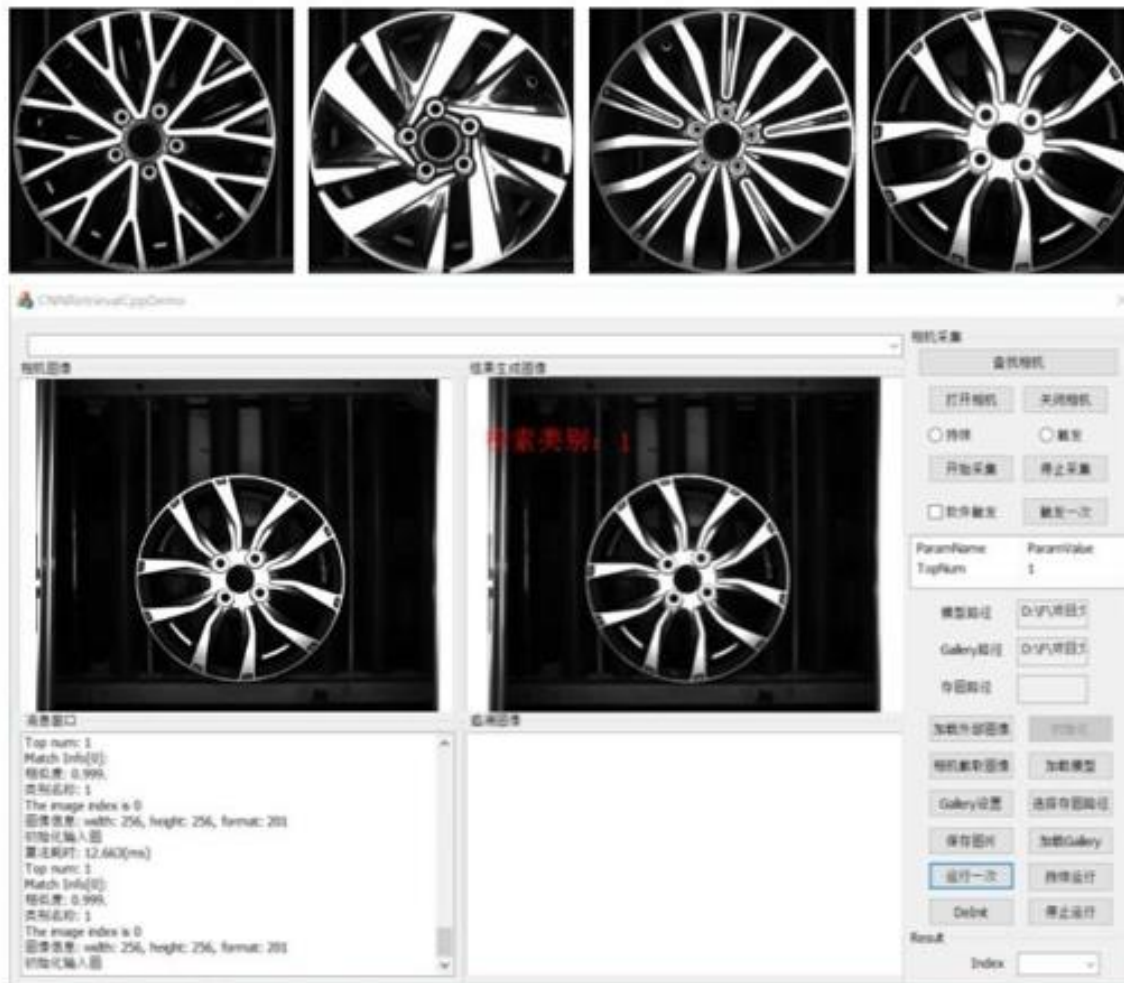 CNNRetrievalCppDemo
相机采集
相机图像
结果生成图像
查找相机
打开相机 关闭相机
检索类别: 1
持续 触发
开始采集 停止采集
软件触发 触发一次
ParamName ParamValue
TopNum 1
模型路径 D:\F\项目
Gallery路径 D:\F\项目
存图路径
消息窗口
加载外部图像 初始化
相机截取图像 加载模型
Gallery设置 选择存图路径
保存图片 加载Gallery
运行一次 持续运行
DeInit 停止运行
Result
Index
Top num: 1
Match Info[0]:
相似度: 0.999.
类别名称: 1
The image index is 0
图像信息: width: 256, height: 256, format: 201
初始化输入图
算法耗时: 12.663(ms)
Top num: 1
Match Info[0]:
相似度: 0.999.
类别名称: 1
The image index is 0
图像信息: width: 256, height: 256, format: 201
初始化输入图